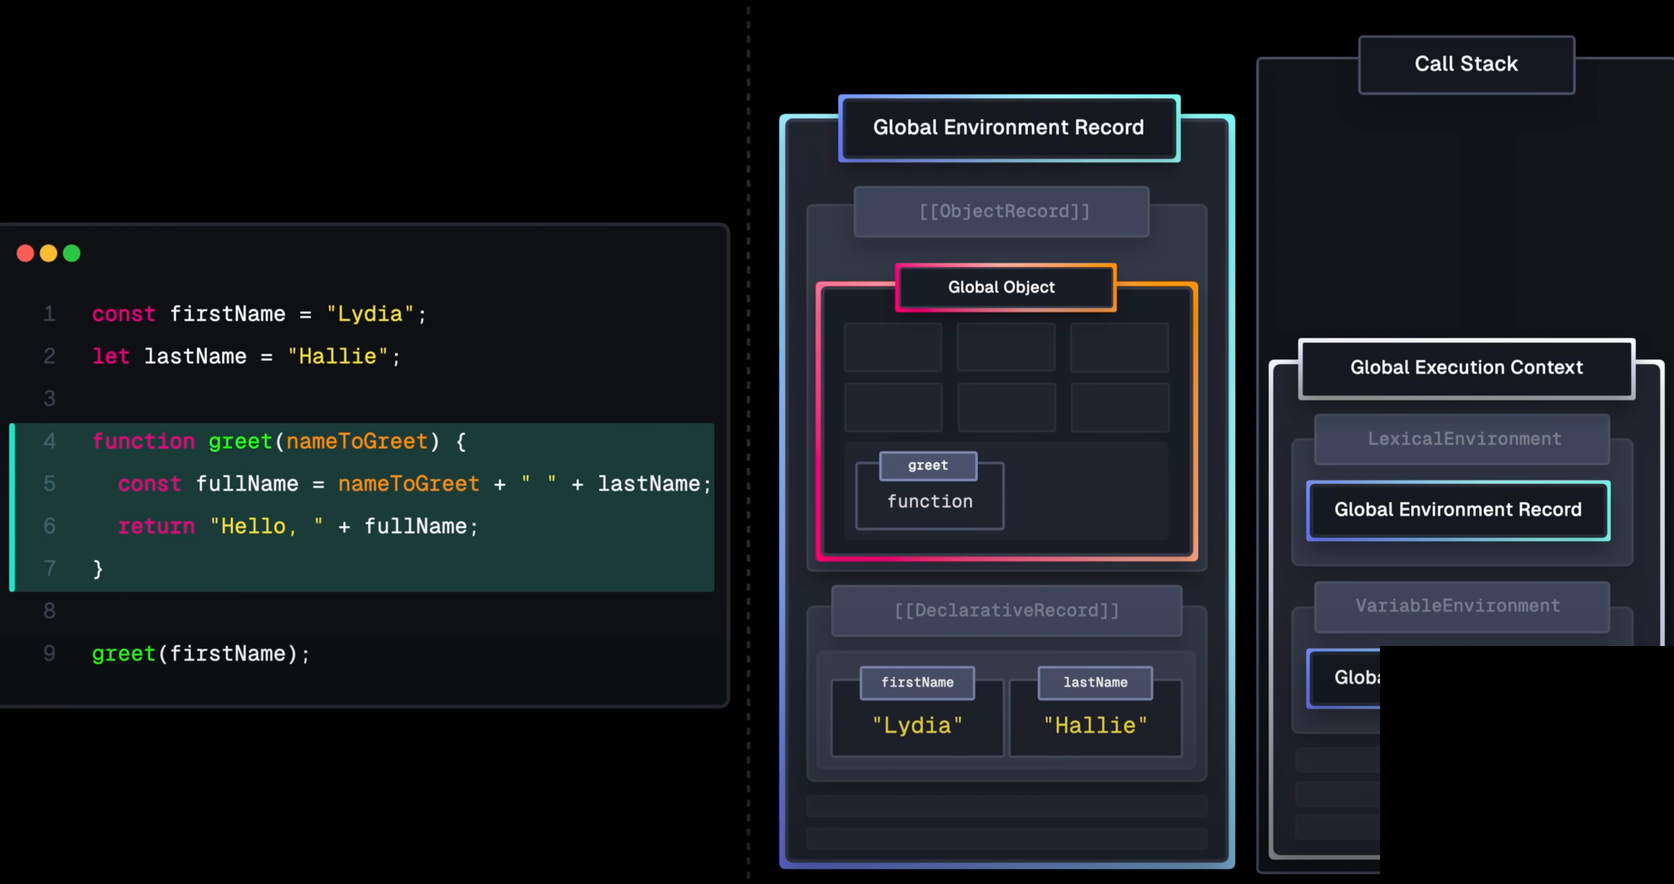 1 const firstName = "Lydia";
2 let lastName = "Hallie";
3
4 function greet(nameToGreet) {
5 const fullName = nameToGreet + " " + lastName;
6 return "Hello, " + fullName;
7 }
8
9 greet(firstName);
Global Environment Record
[[ObjectRecord]]
Global Object
greet
function
[[DeclarativeRecord]]
firstName
"Lydia"
lastName
"Hallie"
Call Stack
Global Execution Context
LexicalEnvironment
Global Environment Record
VariableEnvironment